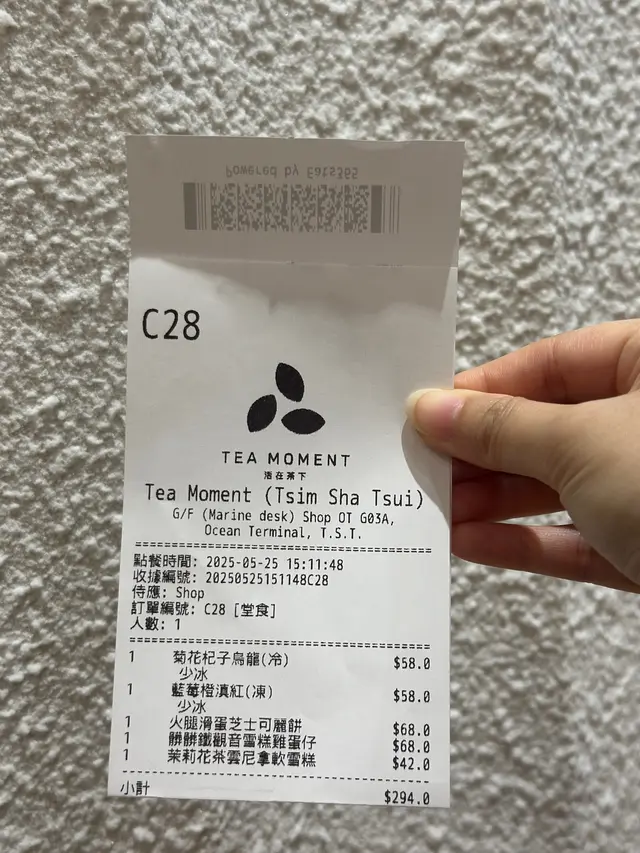 Powered by Eats365
C28
TEA MOMENT
活在茶下
Tea Moment (Tsim Sha Tsui)
G/F (Marine desk) Shop OT G03A,
Ocean Terminal, T.S.T.
點餐時間: 2025-05-25 15:11:48
收據編號: 20250525151148C28
侍應: Shop
訂單編號: C28 [堂食]
人數: 1
1 菊花杞子烏龍(冷) $58.0
少冰
1 藍莓橙滇紅(凍) $58.0
少冰
1 火腿滑蛋芝士可麗餅 $68.0
1 髒髒鐵觀音雪糕雞蛋仔 $68.0
1 茉莉花茶雲尼拿軟雪糕 $42.0
小計 $294.0